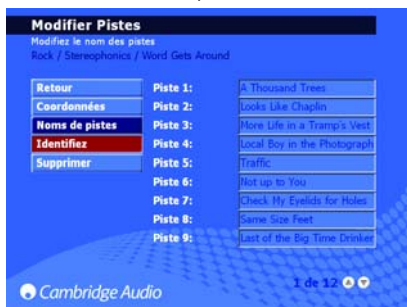 Modifier Pistes
Modifiez le nom des pistes
Rock / Stereophonics / Word Gets Around
Retour
Coordonnées
Noms de pistes
Identifiez
Supprimer
Piste 1: A Thousand Trees
Piste 2: Looks Like Chaplin
Piste 3: More Life in a Tramp's Vest
Piste 4: Local Boy in the Photograph
Piste 5: Traffic
Piste 6: Not up to You
Piste 7: Check My Eyelids for Holes
Piste 8: Same Size Feet
Piste 9: Last of the Big Time Drinker
1 de 12
Cambridge Audio